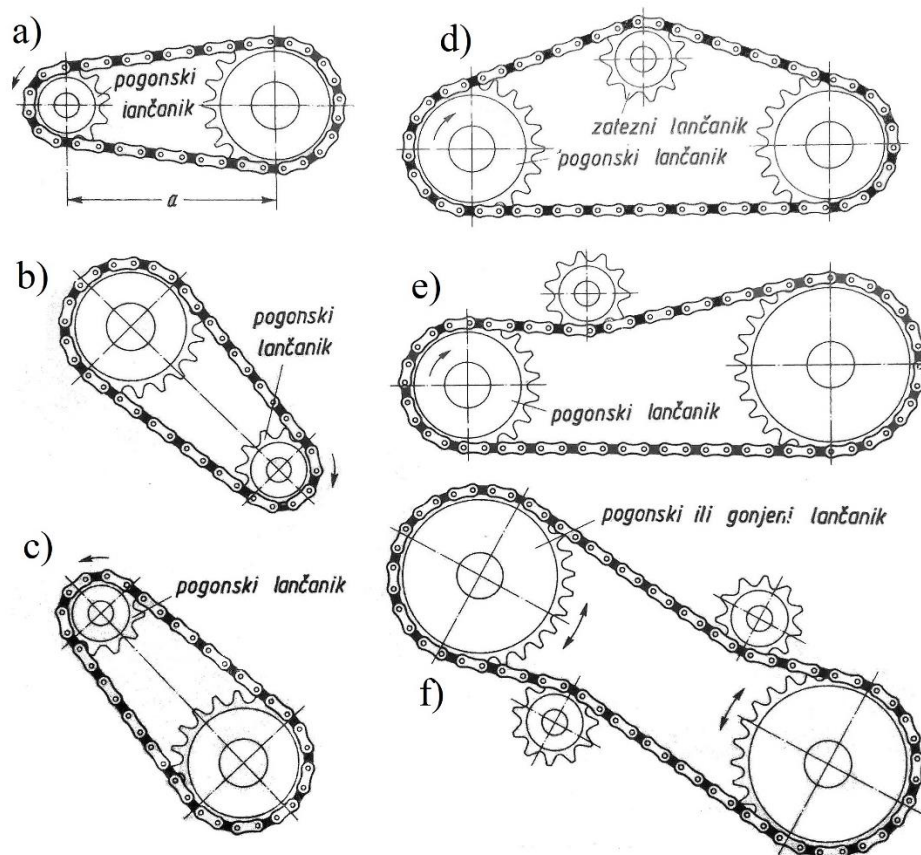 a)
pogonski
lančanik
a
b)
pogonski
lančanik
c)
pogonski lančanik
d)
zatezni lančanik
pogonski lančanik
e)
pogonski lančanik
pogonski ili gonjeni lančanik
f)